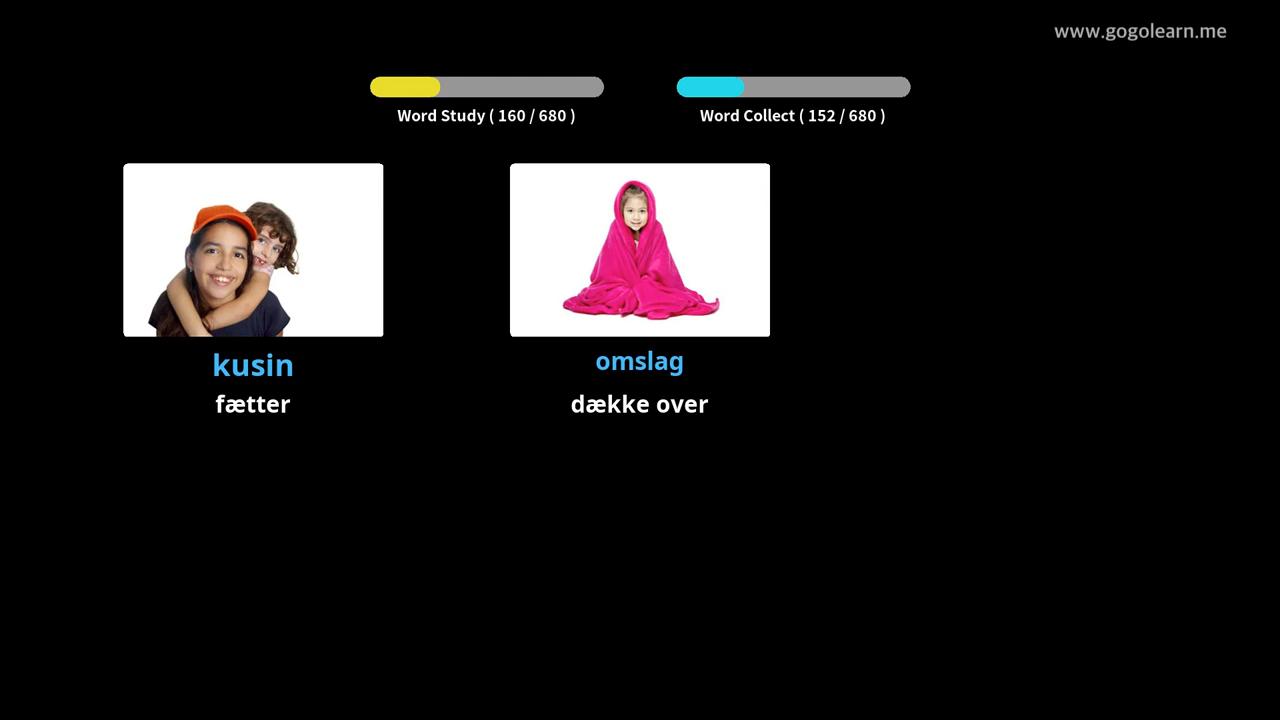 www.gogolearn.me
Word Study ( 160 / 680 )
Word Collect ( 152 / 680 )
kusin
fætter
omslag
dække over